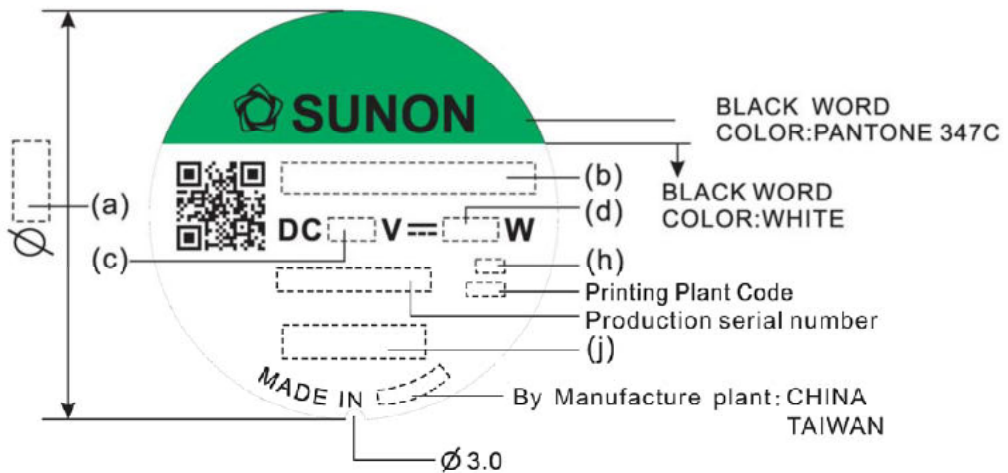 SUNON
BLACK WORD
COLOR:PANTONE 347C
(b)
BLACK WORD
COLOR:WHITE
(a)
(d)
DC V W
Ø
(c)
(h)
Printing Plant Code
Production serial number
(j)
MADE IN
By Manufacture plant: CHINA
TAIWAN
Ø 3.0